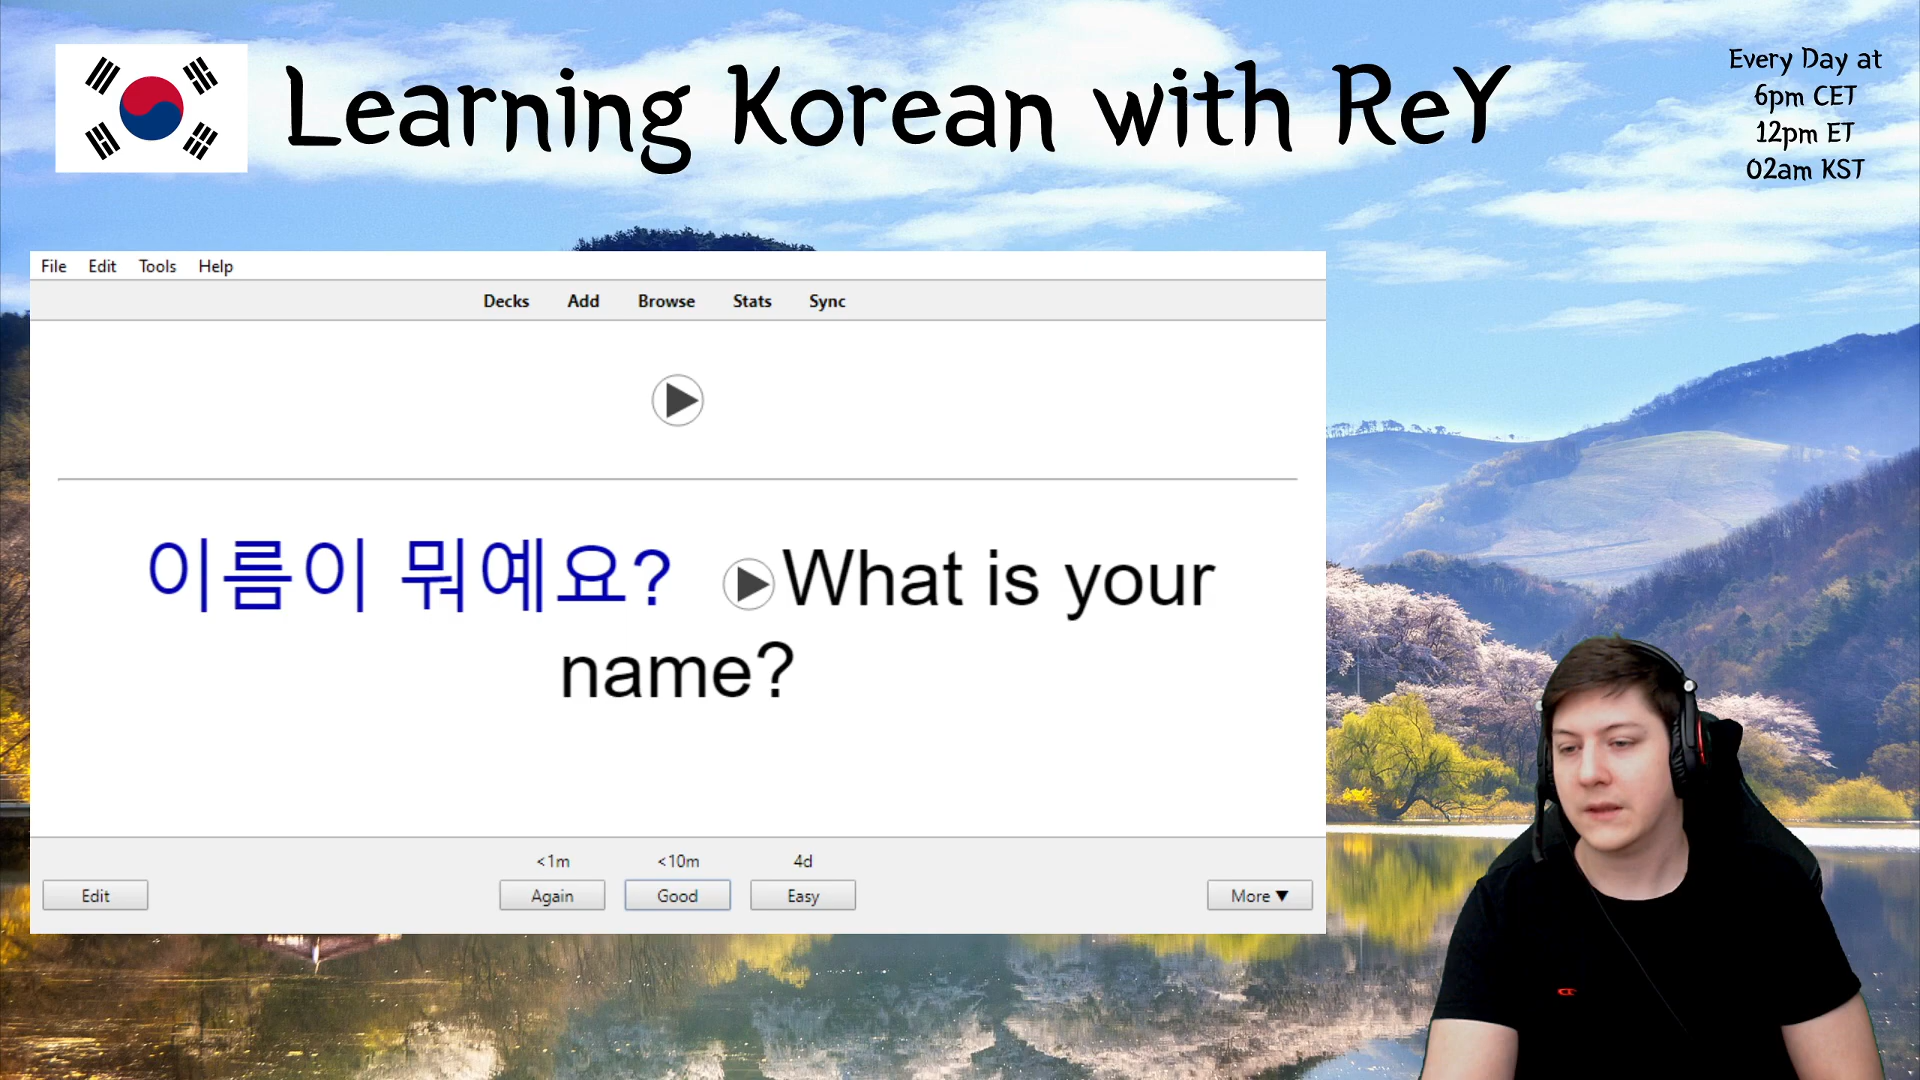 Learning Korean with ReY
Every Day at
6pm CET
12pm ET
02am KST
File Edit Tools Help
Decks Add Browse Stats Sync
이름이 뭐예요? What is your
name?
<1m <10m 4d
Edit Again Good Easy More ▼